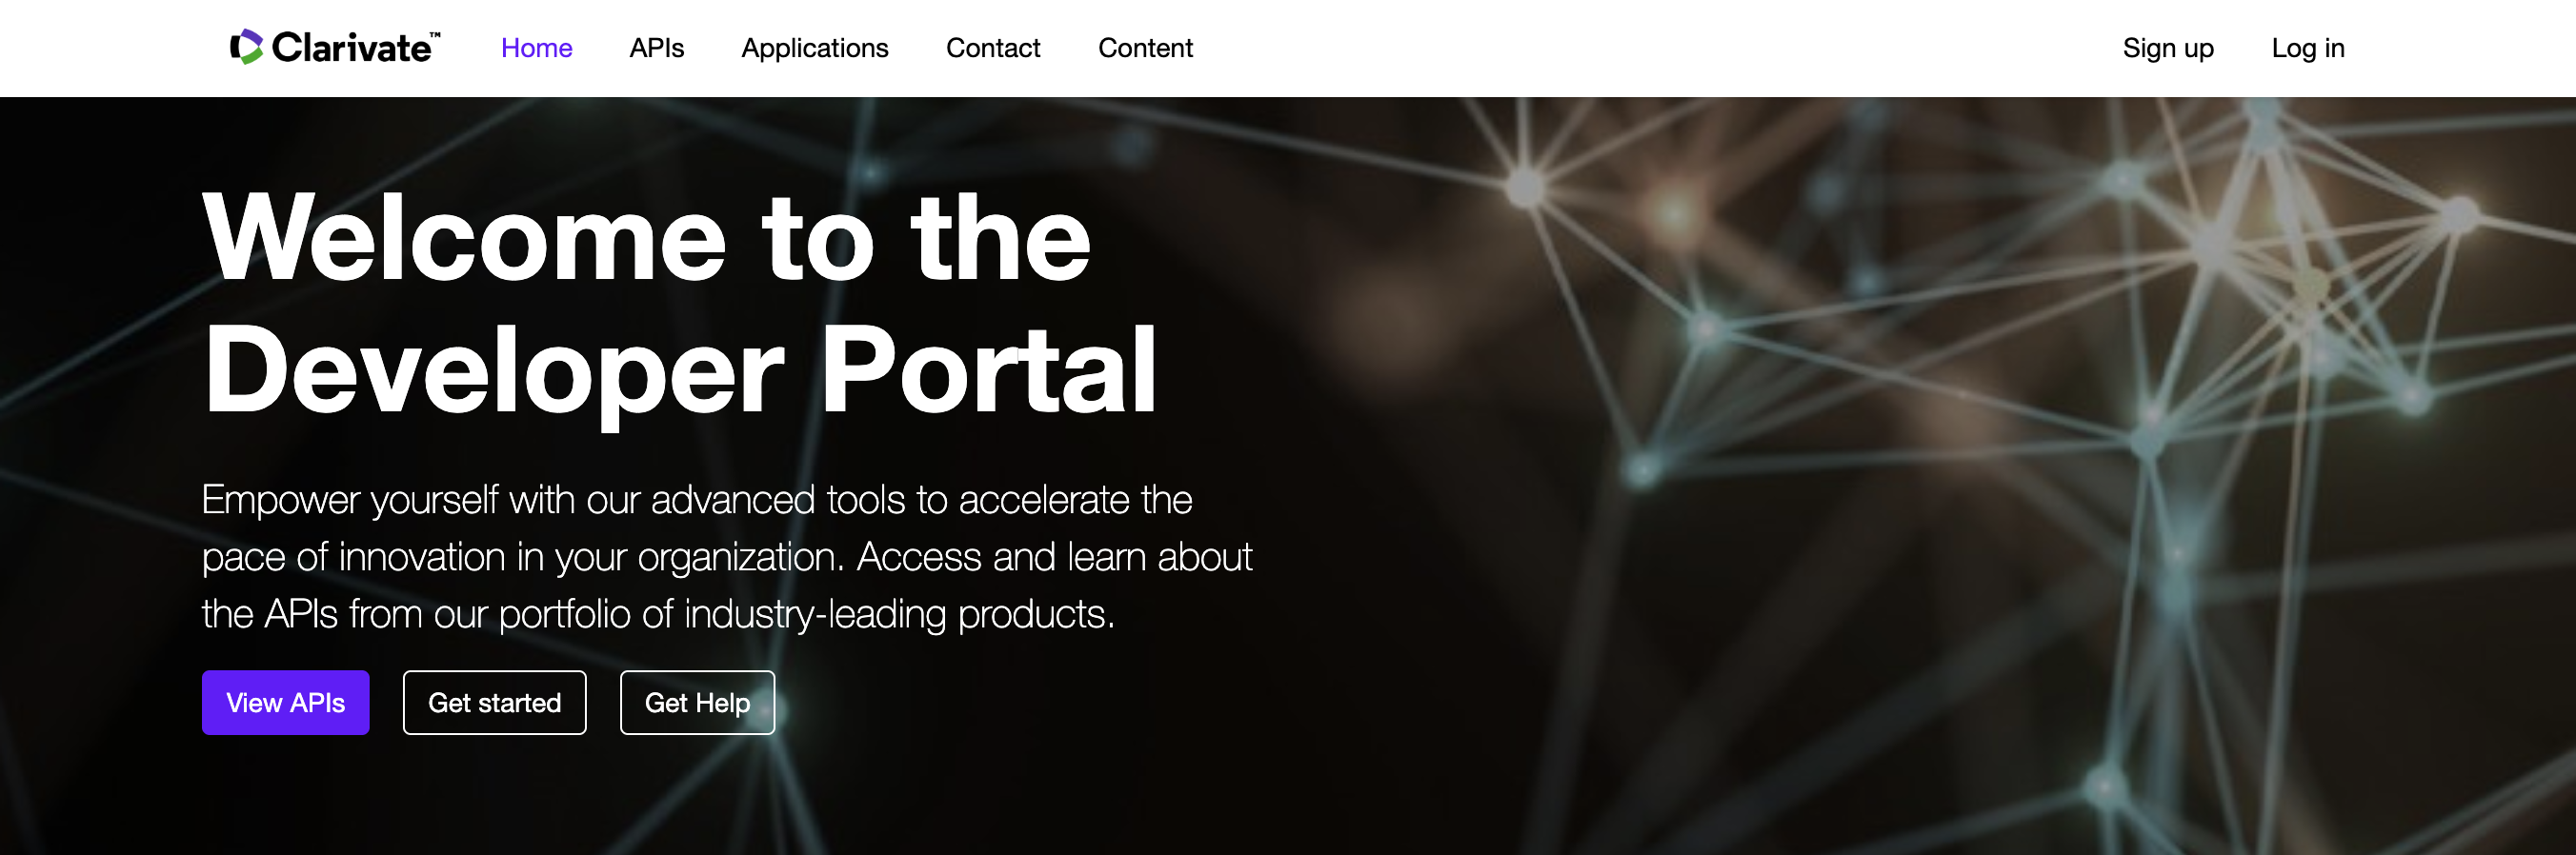 Clarivate™
Home
APIs
Applications
Contact
Content
Sign up
Log in
Welcome to the
Developer Portal
Empower yourself with our advanced tools to accelerate the
pace of innovation in your organization. Access and learn about
the APIs from our portfolio of industry-leading products.
View APIs
Get started
Get Help